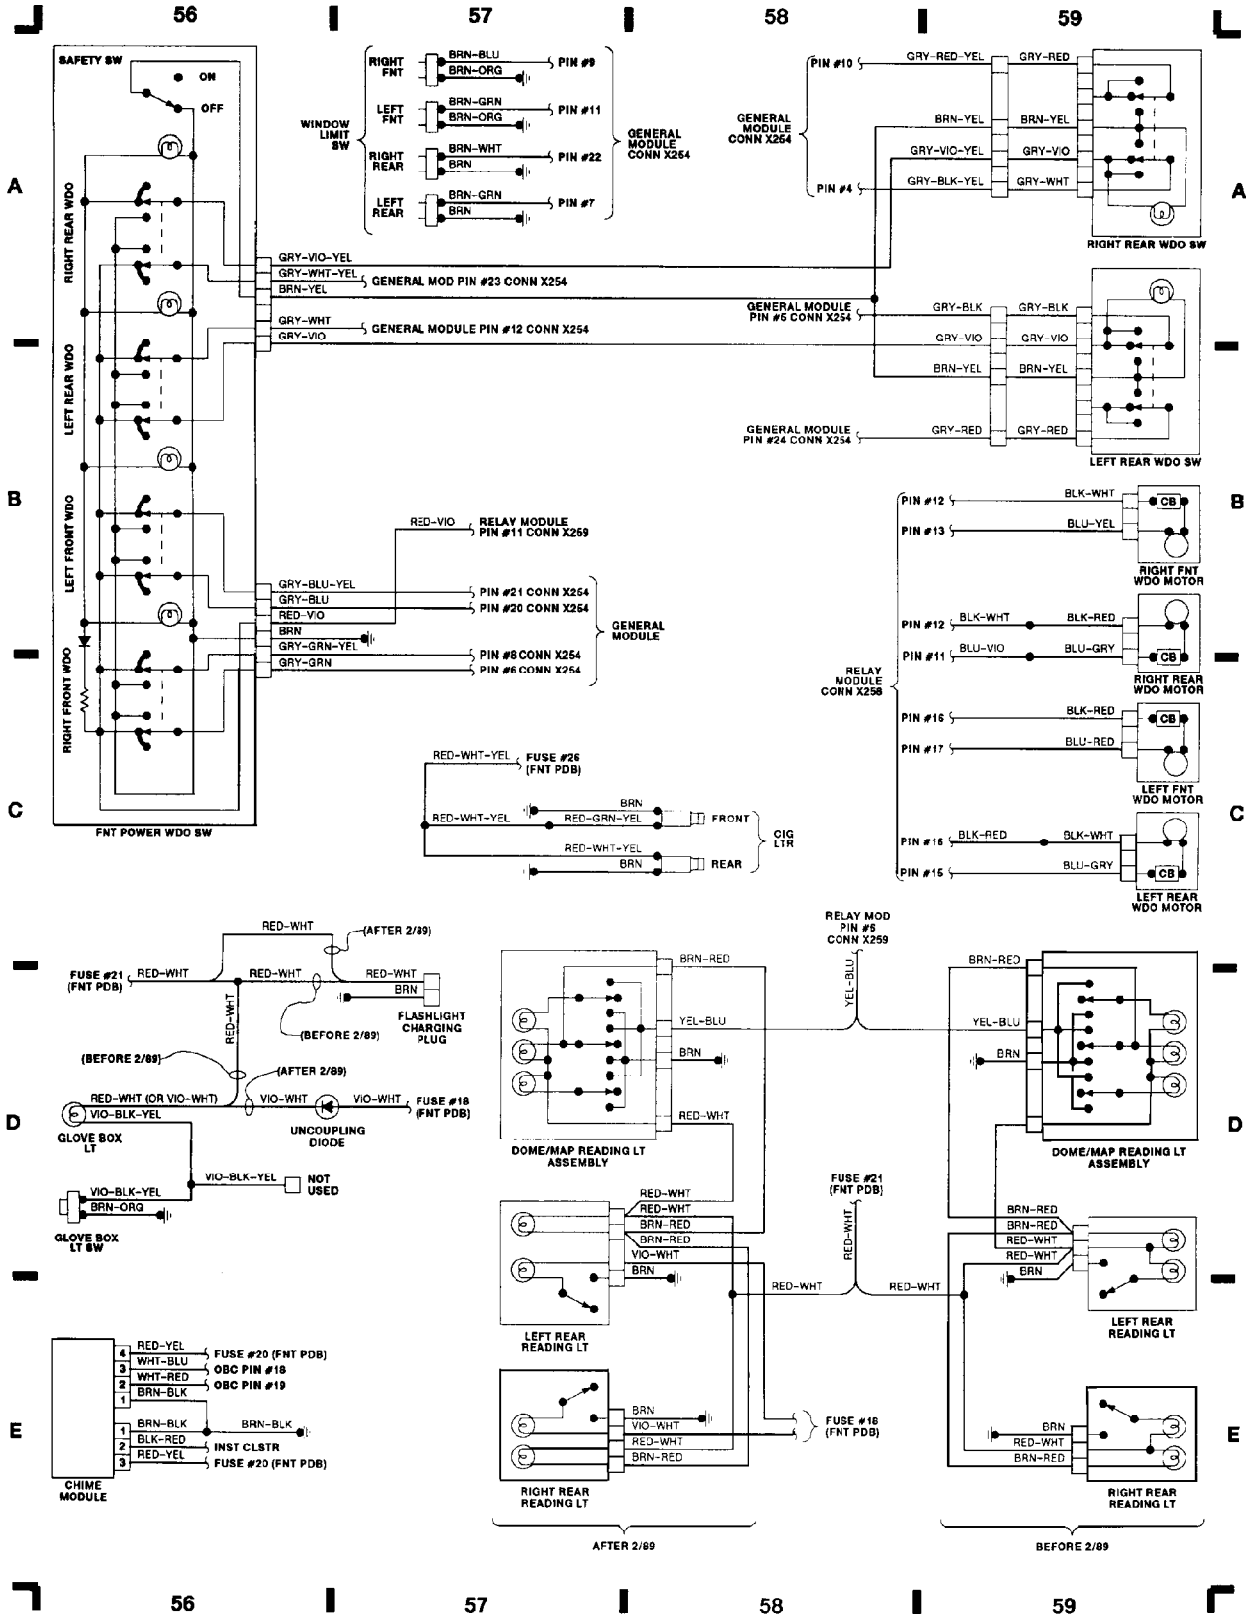 56
57
58
59
SAFETY SW
ON
OFF
RIGHT REAR WDO
LEFT REAR WDO
LEFT FRONT WDO
RIGHT FRONT WDO
FNT POWER WDO SW
WINDOW
LIMIT
SW
RIGHT
FNT
BRN-BLU
BRN-ORG
PIN #9
LEFT
FNT
BRN-GRN
BRN-ORG
PIN #11
RIGHT
REAR
BRN-WHT
BRN
PIN #22
LEFT
REAR
BRN-GRN
BRN
PIN #7
GENERAL
MODULE
CONN X254
GENERAL
MODULE
CONN X254
PIN #10
GRY-RED-YEL
GRY-RED
BRN-YEL
BRN-YEL
GRY-VIO-YEL
GRY-VIO
PIN #4
GRY-BLK-YEL
GRY-WHT
RIGHT REAR WDO SW
A
A
GRY-VIO-YEL
GRY-WHT-YEL
GENERAL MOD PIN #23 CONN X254
BRN-YEL
GRY-WHT
GENERAL MODULE PIN #12 CONN X254
GRY-VIO
GENERAL MODULE
PIN #5 CONN X254
GRY-BLK
GRY-BLK
GRY-VIO
GRY-VIO
BRN-YEL
BRN-YEL
GENERAL MODULE
PIN #24 CONN X254
GRY-RED
GRY-RED
LEFT REAR WDO SW
B
B
RED-VIO
RELAY MODULE
PIN #11 CONN X259
GRY-BLU-YEL
PIN #21 CONN X254
GRY-BLU
PIN #20 CONN X254
RED-VIO
BRN
GRY-GRN-YEL
PIN #8 CONN X254
GRY-GRN
PIN #6 CONN X254
GENERAL
MODULE
RELAY
MODULE
CONN X258
PIN #12
BLK-WHT
CB
PIN #13
BLU-YEL
RIGHT FNT
WDO MOTOR
PIN #12
BLK-WHT
BLK-RED
PIN #11
BLU-VIO
BLU-GRY
CB
RIGHT REAR
WDO MOTOR
PIN #16
BLK-RED
CB
PIN #17
BLU-RED
LEFT FNT
WDO MOTOR
PIN #16
BLK-RED
BLK-WHT
PIN #15
BLU-GRY
CB
LEFT REAR
WDO MOTOR
C
C
RED-WHT-YEL
FUSE #26
(FNT PDB)
BRN
RED-WHT-YEL
RED-GRN-YEL
FRONT
RED-WHT-YEL
BRN
REAR
CIG
LTR
RED-WHT
(AFTER 2/89)
FUSE #21
(FNT PDB)
RED-WHT
RED-WHT
RED-WHT
BRN
FLASHLIGHT
CHARGING
PLUG
RED-WHT
(BEFORE 2/89)
(BEFORE 2/89)
(AFTER 2/89)
RED-WHT (OR VIO-WHT)
VIO-WHT
VIO-WHT
FUSE #18
(FNT PDB)
VIO-BLK-YEL
GLOVE BOX
LT
UNCOUPLING
DIODE
VIO-BLK-YEL
NOT
USED
VIO-BLK-YEL
BRN-ORG
GLOVE BOX
LT SW
D
D
RELAY MOD
PIN #6
CONN X259
YEL-BLU
BRN-RED
YEL-BLU
BRN
RED-WHT
DOME/MAP READING LT
ASSEMBLY
BRN-RED
YEL-BLU
BRN
DOME/MAP READING LT
ASSEMBLY
FUSE #21
(FNT PDB)
RED-WHT
RED-WHT
RED-WHT
BRN-RED
BRN-RED
VIO-WHT
BRN
LEFT REAR
READING LT
RED-WHT
RED-WHT
BRN-RED
BRN-RED
RED-WHT
RED-WHT
BRN
LEFT REAR
READING LT
4
RED-YEL
FUSE #20 (FNT PDB)
3
WHT-BLU
OBC PIN #18
2
WHT-RED
OBC PIN #19
1
BRN-BLK
1
BRN-BLK
BRN-BLK
2
BLK-RED
INST CLSTR
3
RED-YEL
FUSE #20 (FNT PDB)
CHIME
MODULE
BRN
VIO-WHT
RED-WHT
BRN-RED
FUSE #18
(FNT PDB)
RIGHT REAR
READING LT
BRN
RED-WHT
BRN-RED
RIGHT REAR
READING LT
E
E
AFTER 2/89
BEFORE 2/89
56
57
58
59